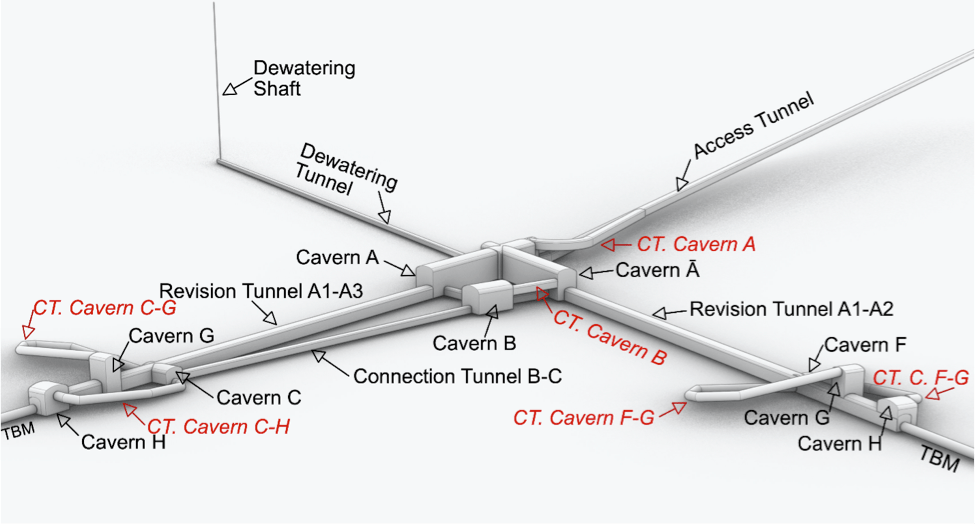 Dewatering
Shaft
Access Tunnel
Dewatering
Tunnel
CT. Cavern A
Cavern A
Cavern Ā
Revision Tunnel A1-A3
CT. Cavern C-G
Revision Tunnel A1-A2
CT. Cavern B
Cavern G
Cavern B
Cavern F
Connection Tunnel B-C
CT. C. F-G
Cavern C
CT. Cavern F-G
Cavern G
TBM
CT. Cavern C-H
Cavern H
Cavern H
TBM